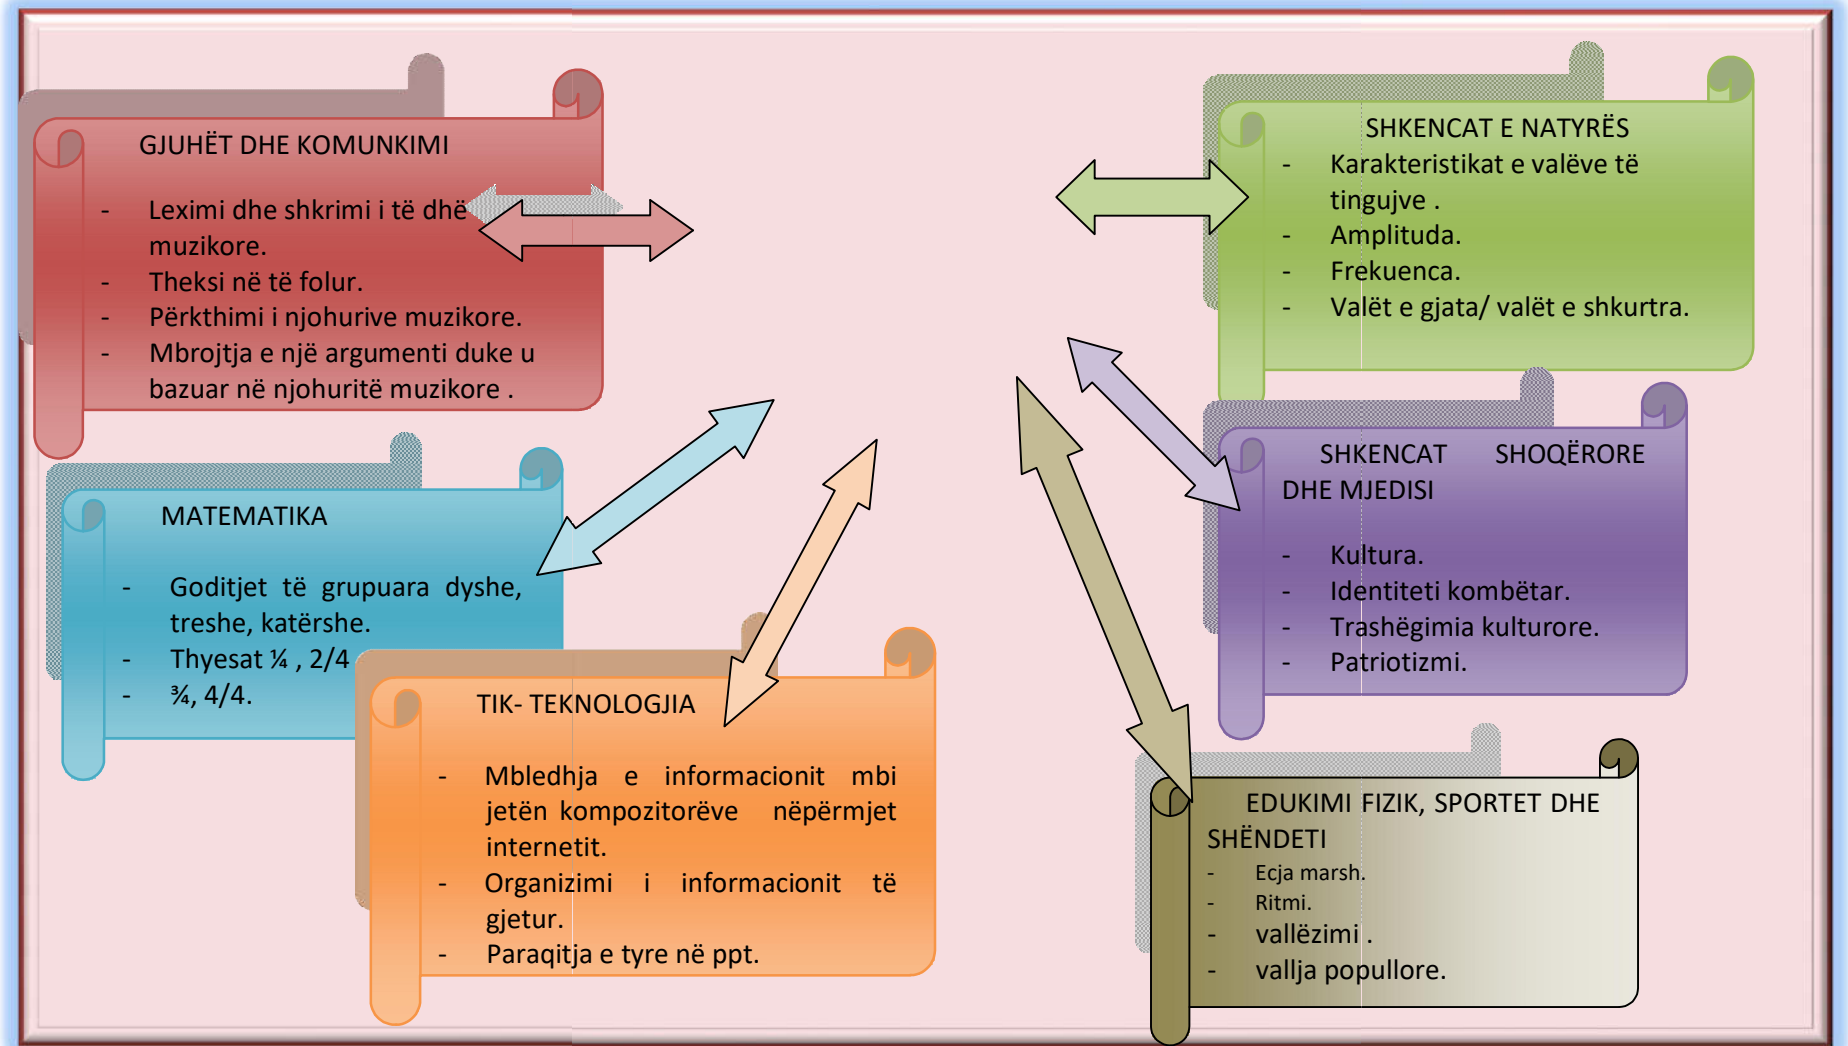 GJUHËT DHE KOMUNKIMI
- Leximi dhe shkrimi i të dhë
muzikore.
- Theksi në të folur.
- Përkthimi i njohurive muzikore.
- Mbrojtja e një argumenti duke u
bazuar në njohuritë muzikore .
MATEMATIKA
- Goditjet të grupuara dyshe,
treshe, katërshe.
- Thyesat ¼ , 2/4
- ¾, 4/4.
TIK- TEKNOLOGJIA
- Mbledhja e informacionit mbi
jetën kompozitorëve nëpërmjet
internetit.
- Organizimi i informacionit të
gjetur.
- Paraqitja e tyre në ppt.
SHKENCAT E NATYRËS
- Karakteristikat e valëve të
tingujve .
- Amplituda.
- Frekuenca.
- Valët e gjata/ valët e shkurtra.
SHKENCAT SHOQËRORE
DHE MJEDISI
- Kultura.
- Identiteti kombëtar.
- Trashëgimia kulturore.
- Patriotizmi.
EDUKIMI FIZIK, SPORTET DHE
SHËNDETI
- Ecja marsh.
- Ritmi.
- vallëzimi .
- vallja popullore.